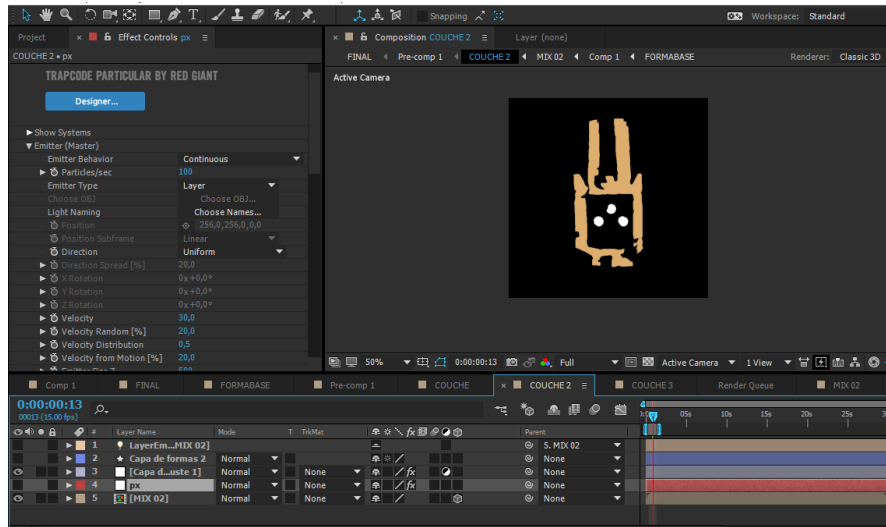 Snapping
Workspace: Standard
Project × Effect Controls px ≡
× Composition COUCHE 2 ≡ Layer (none)
COUCHE 2 • px
FINAL Pre-comp 1 COUCHE 2 MIX 02 Comp 1 FORMABASE Renderer: Classic 3D
TRAPCODE PARTICULAR BY RED GIANT
Active Camera
Designer...
Show Systems
Emitter (Master)
Emitter Behavior Continuous
Particles/sec 100
Emitter Type Layer
Choose OBJ Choose OBJ...
Light Naming Choose Names...
Position 256,0,256,0,0,0
Position Subframe Linear
Direction Uniform
Direction Spread [%] 20,0
X Rotation 0x+0,0°
Y Rotation 0x+0,0°
Z Rotation 0x+0,0°
Velocity 30,0
Velocity Random [%] 20,0
Velocity Distribution 0,5
Velocity from Motion [%] 20,0
50% 0:00:00:13 Full Active Camera 1 View
Comp 1 FINAL FORMABASE Pre-comp 1 COUCHE × COUCHE 2 ≡ COUCHE 3 Render Queue MIX 02
0:00:00:13
00013 (15.00 fps)
05s 10s 15s 20s 25s
# Layer Name Mode T TrkMat Parent
1 LayerEm...MIX 02] 5. MIX 02
2 Capa de formas 2 Normal None
3 [Capa d...uste 1] Normal None None
4 px Normal None None
5 [MIX 02] Normal None None